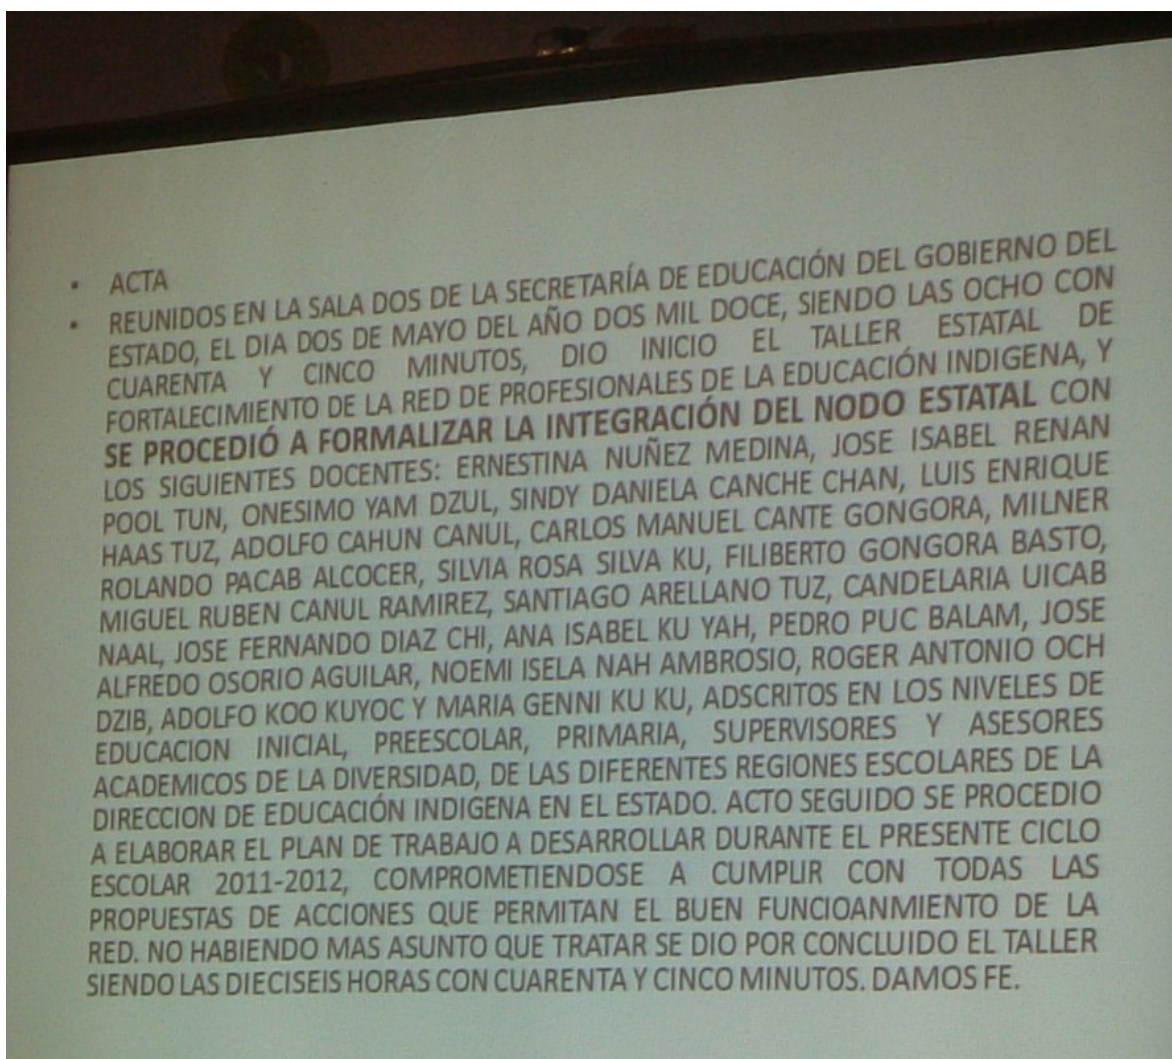 ▪ ACTA
▪ REUNIDOS EN LA SALA DOS DE LA SECRETARÍA DE EDUCACIÓN DEL GOBIERNO DEL
ESTADO, EL DIA DOS DE MAYO DEL AÑO DOS MIL DOCE, SIENDO LAS OCHO CON
CUARENTA Y CINCO MINUTOS, DIO INICIO EL TALLER ESTATAL DE
FORTALECIMIENTO DE LA RED DE PROFESIONALES DE LA EDUCACIÓN INDIGENA, Y
SE PROCEDIÓ A FORMALIZAR LA INTEGRACIÓN DEL NODO ESTATAL CON
LOS SIGUIENTES DOCENTES: ERNESTINA NUÑEZ MEDINA, JOSE ISABEL RENAN
POOL TUN, ONESIMO YAM DZUL, SINDY DANIELA CANCHE CHAN, LUIS ENRIQUE
HAAS TUZ, ADOLFO CAHUN CANUL, CARLOS MANUEL CANTE GONGORA, MILNER
ROLANDO PACAB ALCOCER, SILVIA ROSA SILVA KU, FILIBERTO GONGORA BASTO,
MIGUEL RUBEN CANUL RAMIREZ, SANTIAGO ARELLANO TUZ, CANDELARIA UICAB
NAAL, JOSE FERNANDO DIAZ CHI, ANA ISABEL KU YAH, PEDRO PUC BALAM, JOSE
ALFREDO OSORIO AGUILAR, NOEMI ISELA NAH AMBROSIO, ROGER ANTONIO OCH
DZIB, ADOLFO KOO KUYOC Y MARIA GENNI KU KU, ADSCRITOS EN LOS NIVELES DE
EDUCACION INICIAL, PREESCOLAR, PRIMARIA, SUPERVISORES Y ASESORES
ACADEMICOS DE LA DIVERSIDAD, DE LAS DIFERENTES REGIONES ESCOLARES DE LA
DIRECCION DE EDUCACIÓN INDIGENA EN EL ESTADO. ACTO SEGUIDO SE PROCEDIO
A ELABORAR EL PLAN DE TRABAJO A DESARROLLAR DURANTE EL PRESENTE CICLO
ESCOLAR 2011-2012, COMPROMETIENDOSE A CUMPLIR CON TODAS LAS
PROPUESTAS DE ACCIONES QUE PERMITAN EL BUEN FUNCIOANMIENTO DE LA
RED. NO HABIENDO MAS ASUNTO QUE TRATAR SE DIO POR CONCLUIDO EL TALLER
SIENDO LAS DIECISEIS HORAS CON CUARENTA Y CINCO MINUTOS. DAMOS FE.